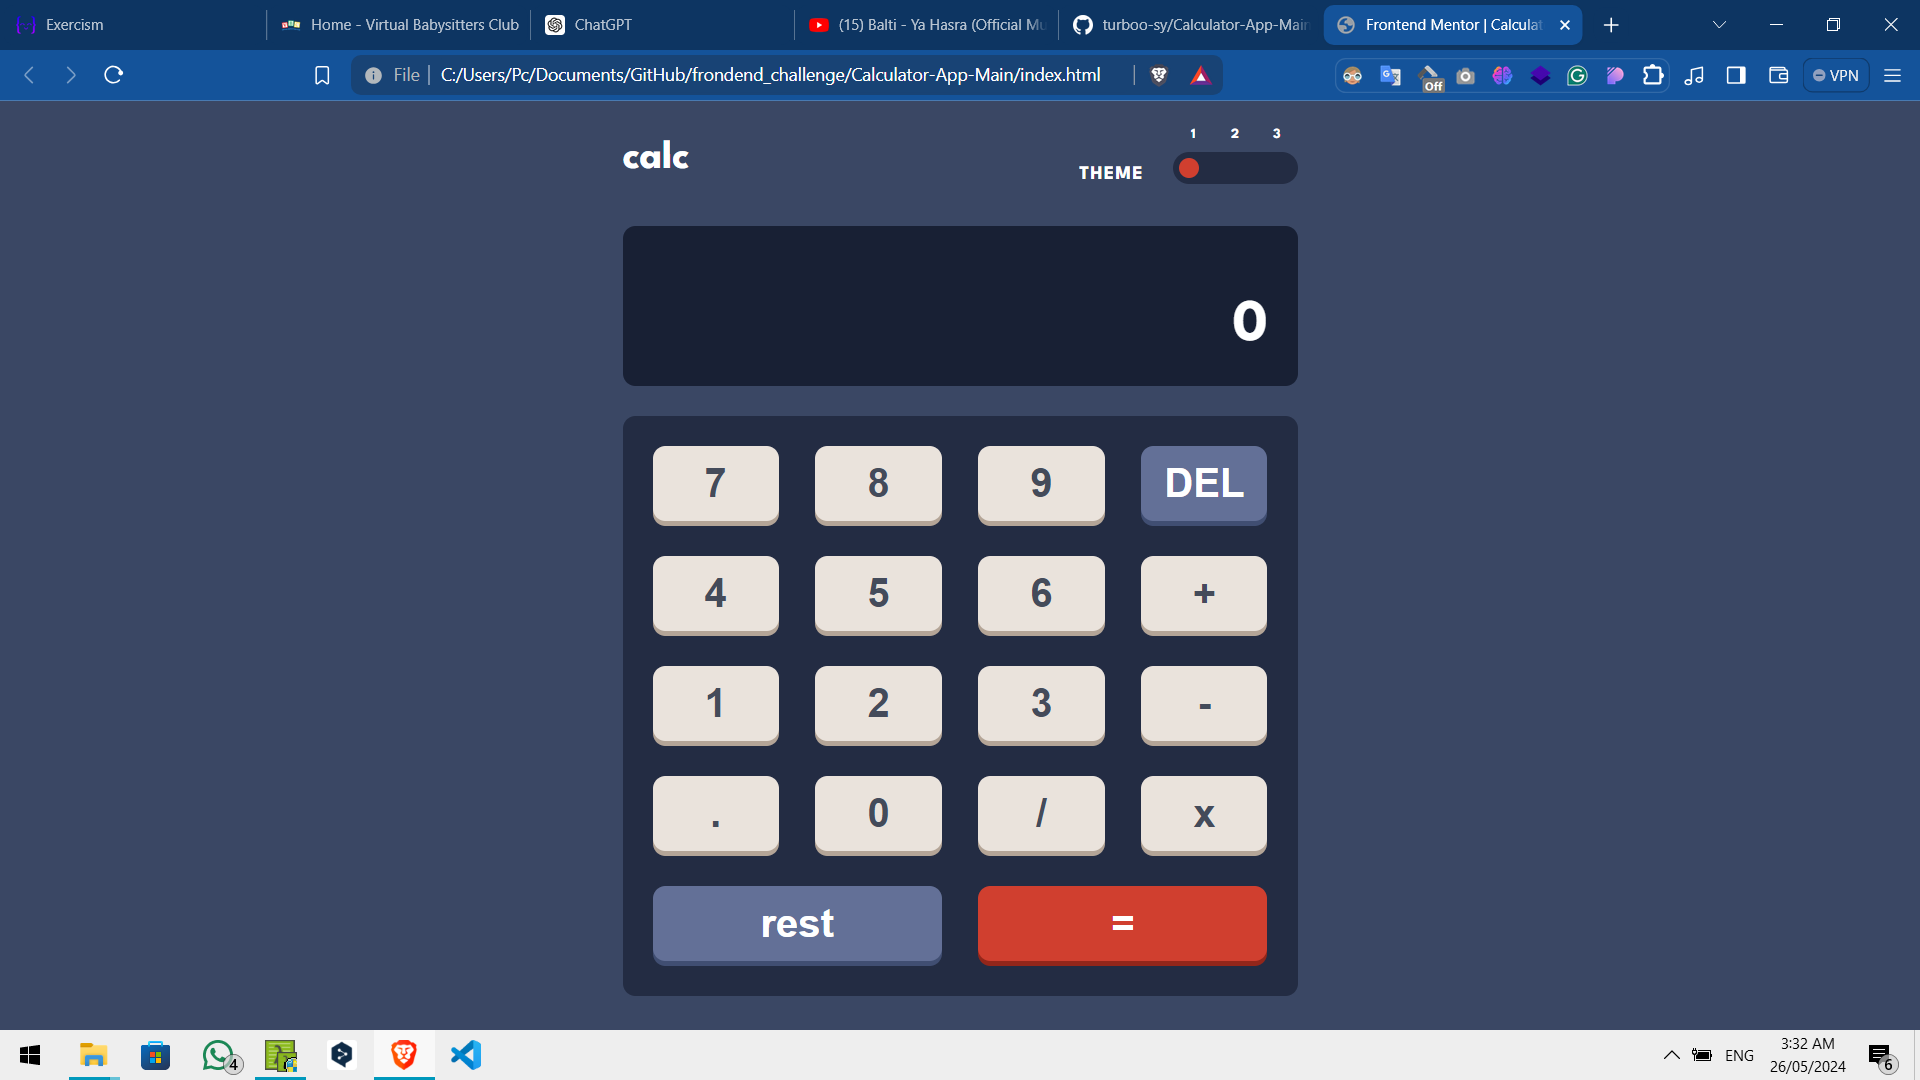 Exercism
Home - Virtual Babysitters Club
ChatGPT
(15) Balti - Ya Hasra (Official Mu
turboo-sy/Calculator-App-Main
Frontend Mentor | Calculat
File
C:/Users/Pc/Documents/GitHub/frondend_challenge/Calculator-App-Main/index.html
Off
VPN
calc
THEME
1 2 3
0
7 8 9 DEL
4 5 6 +
1 2 3 -
. 0 / x
rest =
4
ENG
3:32 AM
26/05/2024
6